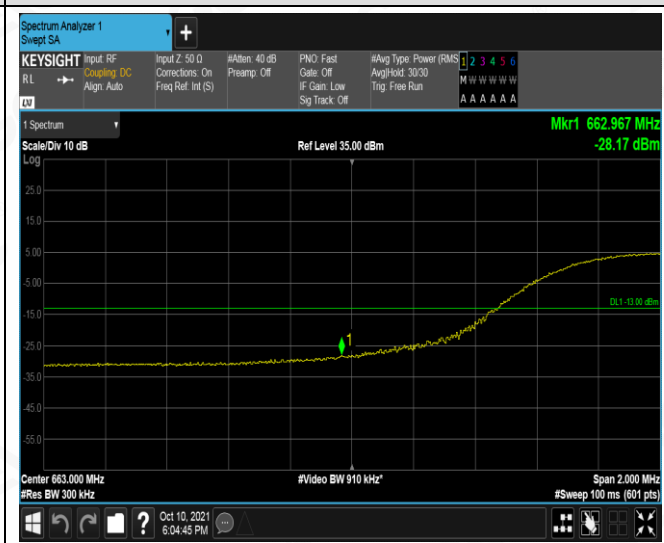 Spectrum Analyzer 1
Swept SA
+
KEYSIGHT Input: RF Input Z: 50 Ω #Atten: 40 dB PNO: Fast #Avg Type: Power (RMS 1 2 3 4 5 6
RL Coupling: DC Corrections: On Preamp: Off Gate: Off Avg|Hold: 30/30 M W W W W W
Align: Auto Freq Ref: Int (S) IF Gain: Low Trig: Free Run
LXI Sig Track: Off A A A A A A
1 Spectrum Mkr1 662.967 MHz
Scale/Div 10 dB Ref Level 35.00 dBm -28.17 dBm
Log
25.0
15.0
5.00
DL1 -13.00 dBm
-5.00
-15.0
1
-25.0
-35.0
-45.0
-55.0
Center 663.000 MHz #Video BW 910 kHz* Span 2.000 MHz
#Res BW 300 kHz #Sweep 100 ms (601 pts)
? Oct 10, 2021
6:04:45 PM